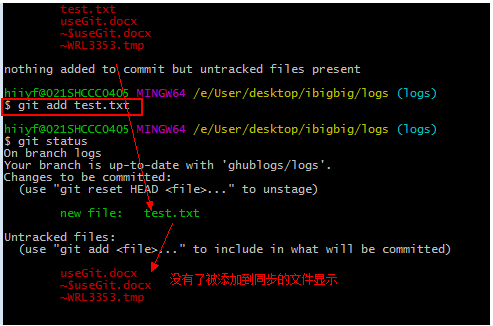 test.txt
useGit.docx
~$useGit.docx
~WRL3353.tmp
nothing added to commit but untracked files present
hiiyf@021SHCCC0405 MINGW64 /e/User/desktop/ibigbig/logs (logs)
$ git add test.txt
hiiyf@021SHCCC0405 MINGW64 /e/User/desktop/ibigbig/logs (logs)
$ git status
On branch logs
Your branch is up-to-date with 'ghublogs/logs'.
Changes to be committed:
(use "git reset HEAD <file>..." to unstage)
new file: test.txt
Untracked files:
(use "git add <file>..." to include in what will be committed)
useGit.docx
~$useGit.docx
~WRL3353.tmp
没有了被添加到同步的文件显示